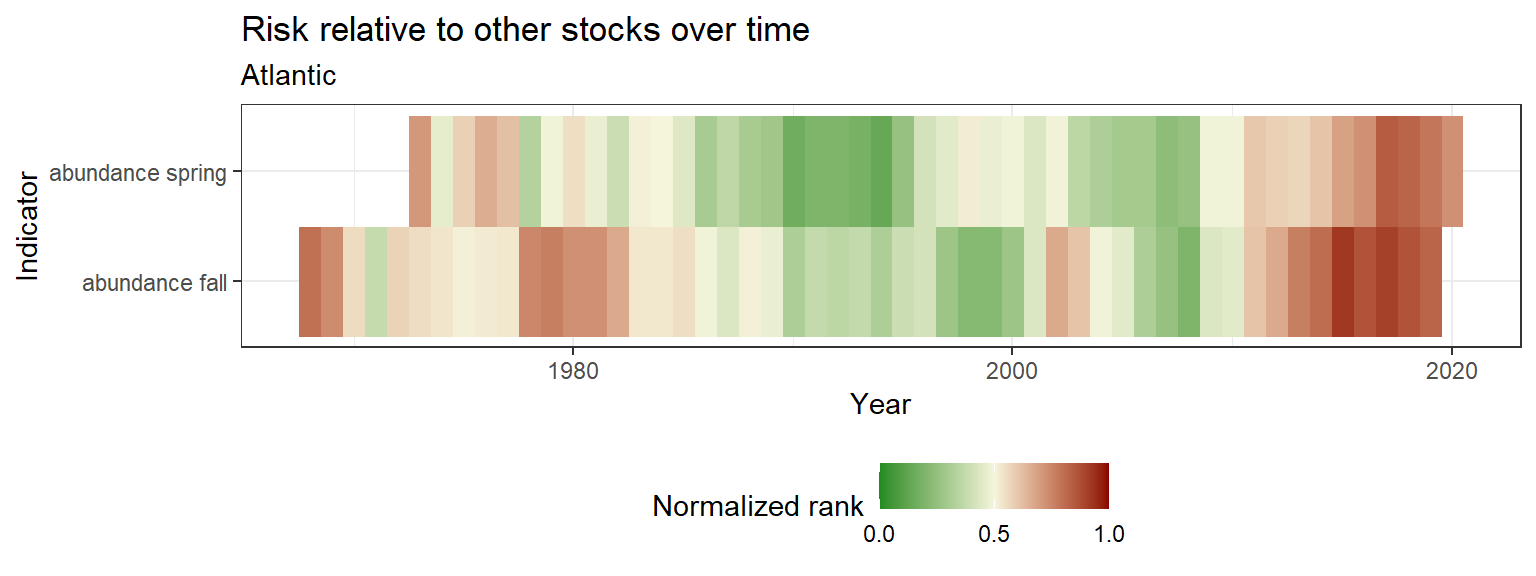 Risk relative to other stocks over time
Atlantic
Indicator
abundance spring
abundance fall
1980 2000 2020
Year
Normalized rank
0.0 0.5 1.0